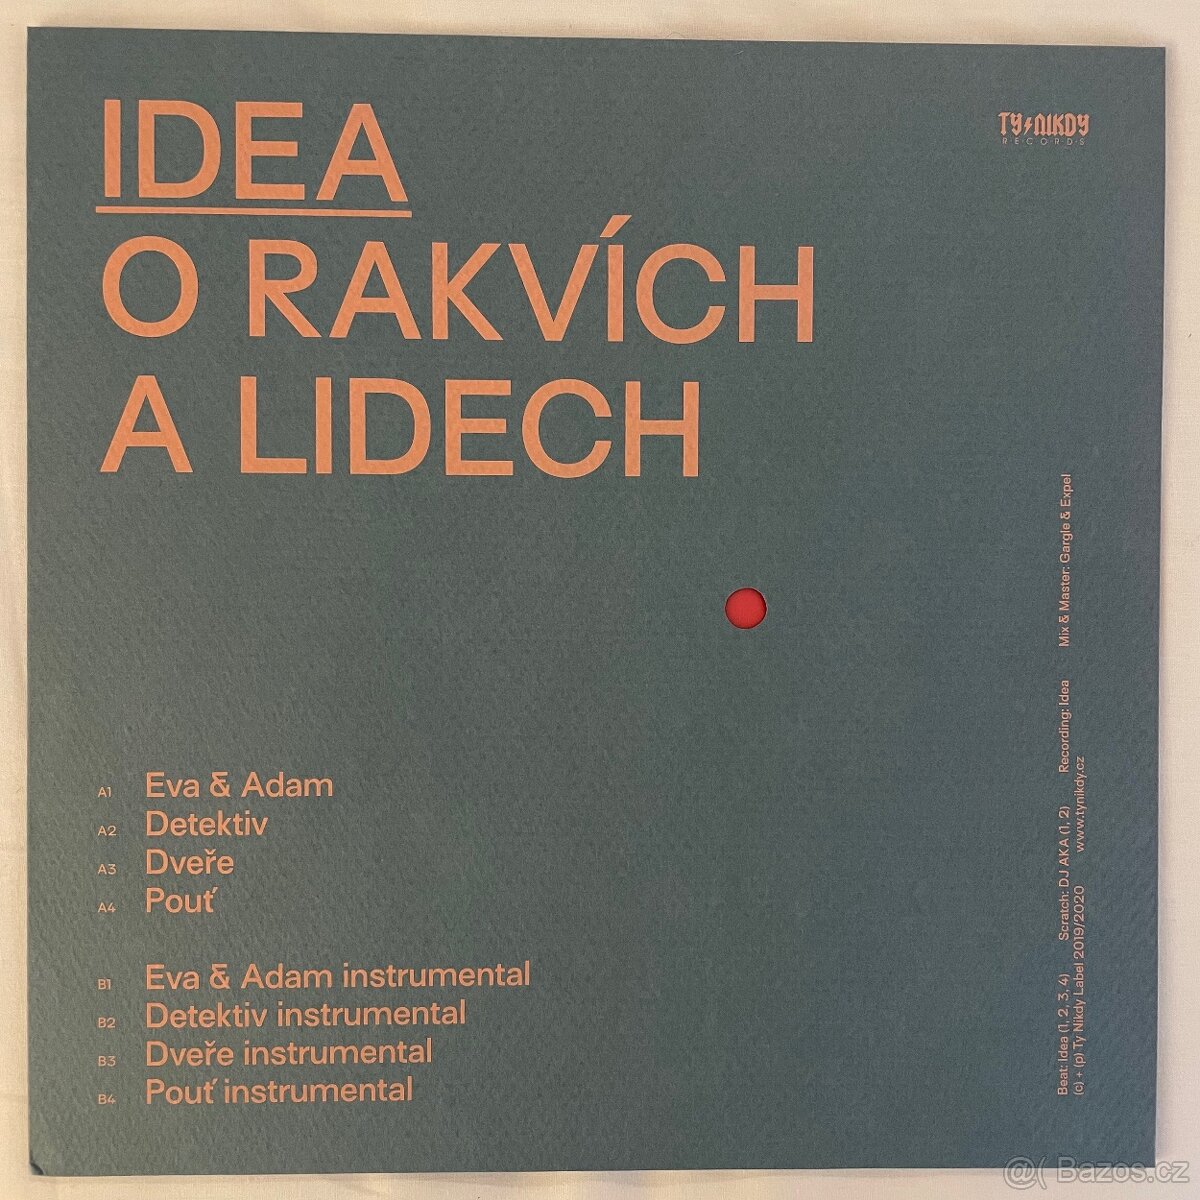 IDEA
O RAKVÍCH
A LIDECH
TY NIKDY
RECORDS
A1 Eva & Adam
A2 Detektiv
A3 Dveře
A4 Pouť
B1 Eva & Adam instrumental
B2 Detektiv instrumental
B3 Dveře instrumental
B4 Pouť instrumental
Beat: Idea (1, 2, 3, 4) Scratch: DJ AKA (1, 2) Recording: Idea Mix & Master: Gargle & Expel
(c) + (p) Ty Nikdy Label 2019/2020 www.tynikdy.cz
@( Bazos.cz